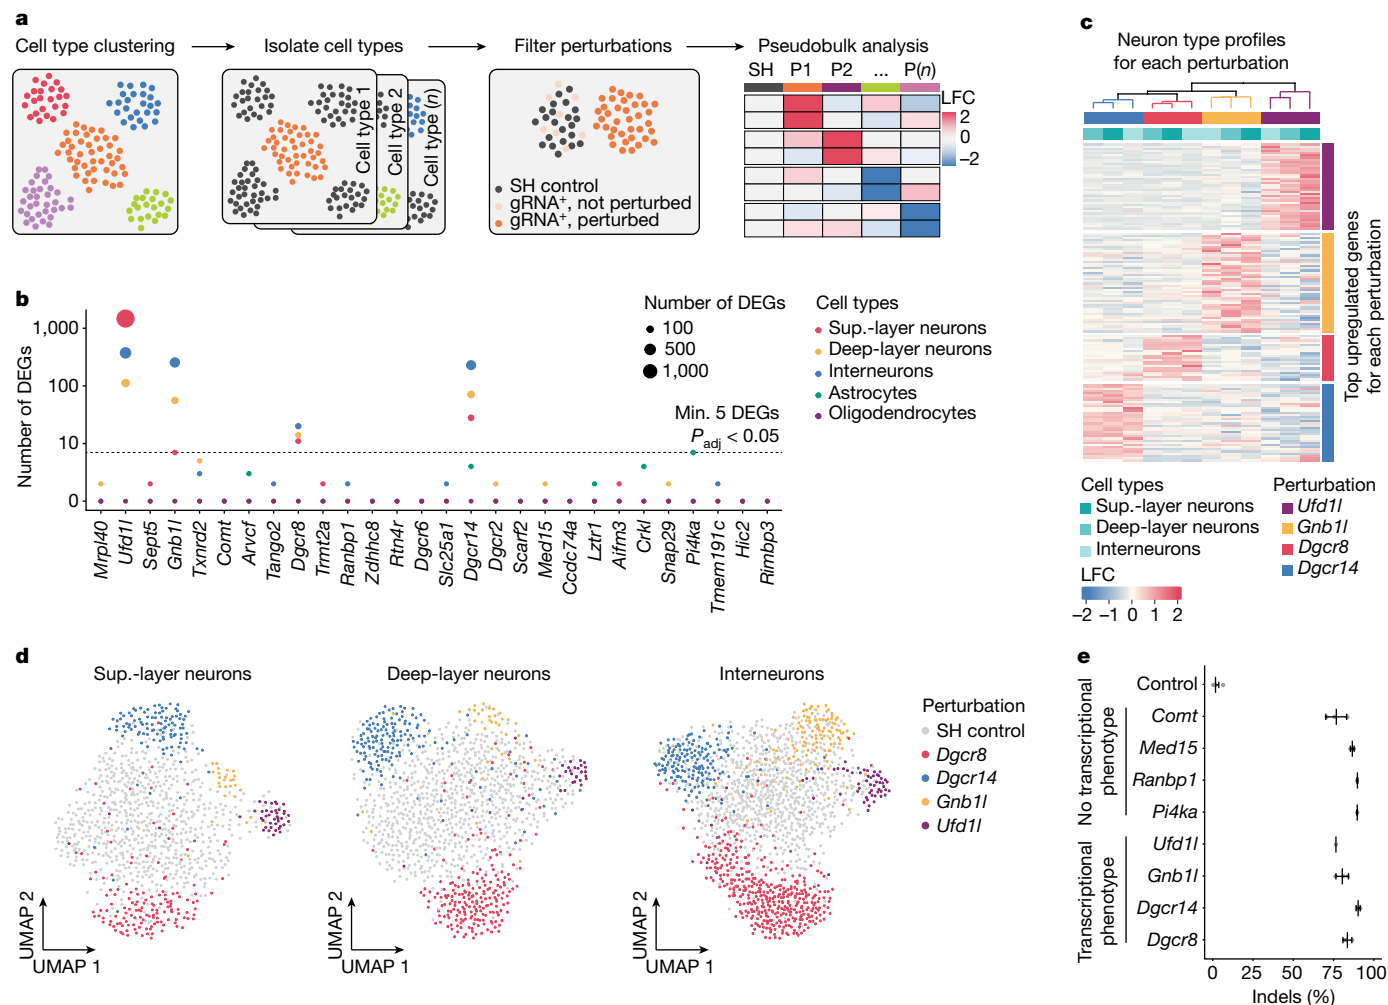 a
Cell type clustering
Isolate cell types
Filter perturbations
Pseudobulk analysis
Cell type 1
Cell type 2
Cell type (n)
SH control
gRNA+, not perturbed
gRNA+, perturbed
SH P1 P2 ... P(n)
LFC
2
0
−2
b
Number of DEGs
1,000
100
10
0
Number of DEGs
100
500
1,000
Cell types
Sup.-layer neurons
Deep-layer neurons
Interneurons
Astrocytes
Oligodendrocytes
Min. 5 DEGs
Padj < 0.05
Mrpl40
Ufd1l
Sept5
Gnb1l
Txnrd2
Comt
Arvcf
Tango2
Dgcr8
Trmt2a
Ranbp1
Zdhhc8
Rtn4r
Dgcr6
Slc25a1
Dgcr14
Dgcr2
Scarf2
Med15
Ccdc74a
Lztr1
Aifm3
Crkl
Snap29
Pi4ka
Tmem191c
Hic2
Rimbp3
c
Neuron type profiles
for each perturbation
Top upregulated genes
for each perturbation
Cell types
Sup.-layer neurons
Deep-layer neurons
Interneurons
LFC
−2 −1 0 1 2
Perturbation
Ufd1l
Gnb1l
Dgcr8
Dgcr14
d
Sup.-layer neurons
Deep-layer neurons
Interneurons
UMAP 2
UMAP 1
UMAP 2
UMAP 1
UMAP 2
UMAP 1
Perturbation
SH control
Dgcr8
Dgcr14
Gnb1l
Ufd1l
e
No transcriptional
phenotype
Transcriptional
phenotype
Control
Comt
Med15
Ranbp1
Pi4ka
Ufd1l
Gnb1l
Dgcr14
Dgcr8
0 25 50 75 100
Indels (%)